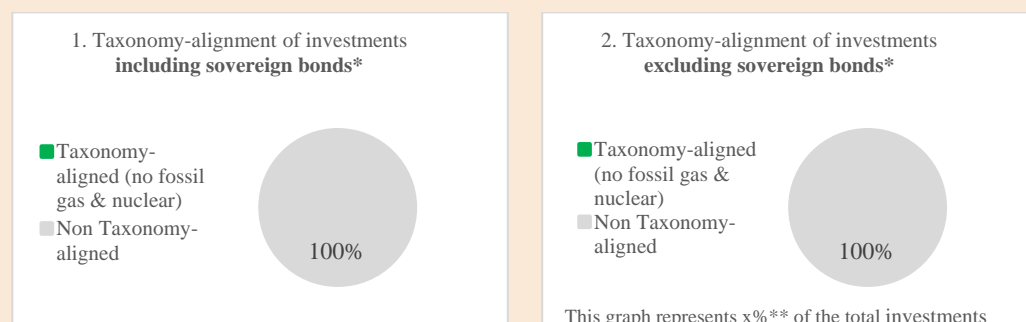 1. Taxonomy-alignment of investments
including sovereign bonds*
Taxonomy-
aligned (no fossil
gas & nuclear)
Non Taxonomy-
aligned
100%
2. Taxonomy-alignment of investments
excluding sovereign bonds*
Taxonomy-aligned
(no fossil gas &
nuclear)
Non Taxonomy-
aligned
100%
This graph represents x%** of the total investments